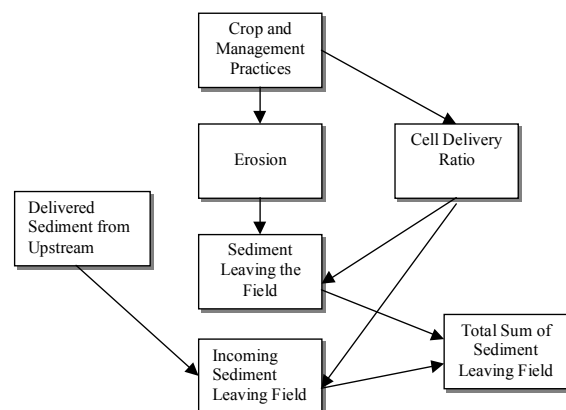 Crop and
Management
Practices
Erosion
Cell Delivery
Ratio
Delivered
Sediment from
Upstream
Sediment
Leaving the
Field
Incoming
Sediment
Leaving Field
Total Sum of
Sediment
Leaving Field